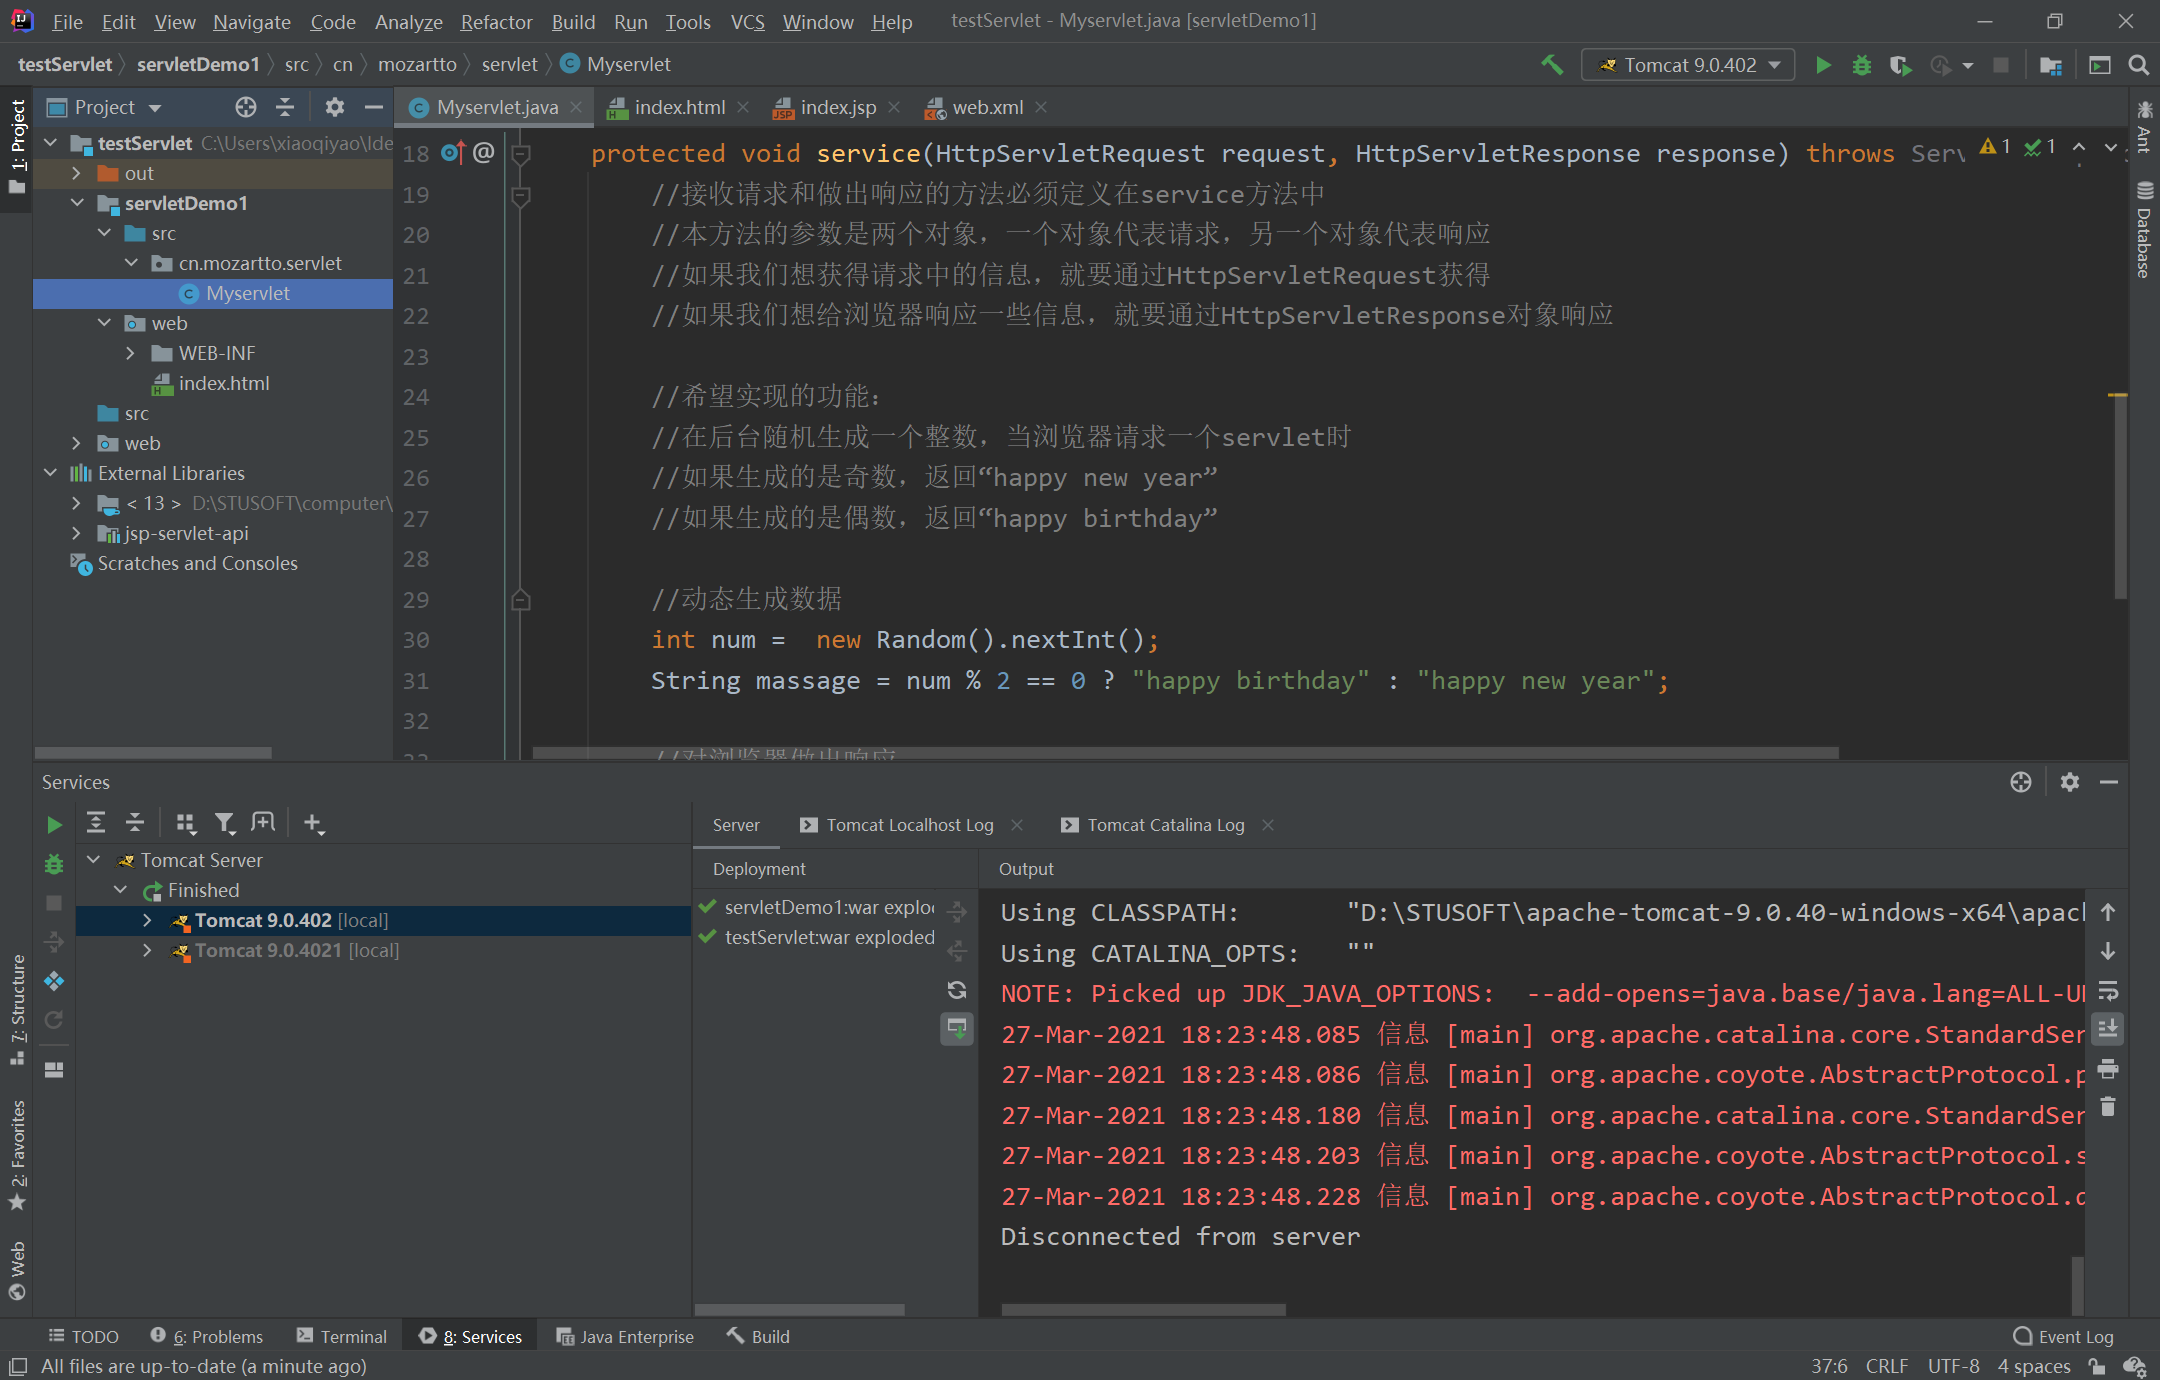 File Edit View Navigate Code Analyze Refactor Build Run Tools VCS Window Help testServlet - Myservlet.java [servletDemo1]
testServlet servletDemo1 src cn mozartto servlet Myservlet
Tomcat 9.0.402
1: Project
Project
Myservlet.java index.html index.jsp web.xml
testServlet C:\Users\xiaoqiyao\Ide
out
servletDemo1
src
cn.mozartto.servlet
Myservlet
web
WEB-INF
index.html
src
web
External Libraries
< 13 > D:\STUSOFT\computer\
jsp-servlet-api
Scratches and Consoles
18 @ protected void service(HttpServletRequest request, HttpServletResponse response) throws Serv 1 1
19 //接收请求和做出响应的方法必须定义在service方法中
20 //本方法的参数是两个对象，一个对象代表请求，另一个对象代表响应
21 //如果我们想获得请求中的信息，就要通过HttpServletRequest获得
22 //如果我们想给浏览器响应一些信息，就要通过HttpServletResponse对象响应
23
24 //希望实现的功能：
25 //在后台随机生成一个整数，当浏览器请求一个servlet时
26 //如果生成的是奇数，返回“happy new year”
27 //如果生成的是偶数，返回“happy birthday”
28
29 //动态生成数据
30 int num =  new Random().nextInt();
31 String massage = num % 2 == 0 ? "happy birthday" : "happy new year";
32
33 //对浏览器做出响应
Ant
Database
Services
Server Tomcat Localhost Log Tomcat Catalina Log
Tomcat Server
Finished
Tomcat 9.0.402 [local]
Tomcat 9.0.4021 [local]
Deployment
servletDemo1:war explo
testServlet:war exploded
Output
Using CLASSPATH: "D:\STUSOFT\apache-tomcat-9.0.40-windows-x64\apac
Using CATALINA_OPTS: ""
NOTE: Picked up JDK_JAVA_OPTIONS:  --add-opens=java.base/java.lang=ALL-U
27-Mar-2021 18:23:48.085 信息 [main] org.apache.catalina.core.StandardSer
27-Mar-2021 18:23:48.086 信息 [main] org.apache.coyote.AbstractProtocol.p
27-Mar-2021 18:23:48.180 信息 [main] org.apache.catalina.core.StandardSer
27-Mar-2021 18:23:48.203 信息 [main] org.apache.coyote.AbstractProtocol.s
27-Mar-2021 18:23:48.228 信息 [main] org.apache.coyote.AbstractProtocol.d
Disconnected from server
7: Structure
2: Favorites
Web
TODO 6: Problems Terminal 8: Services Java Enterprise Build Event Log
All files are up-to-date (a minute ago) 37:6 CRLF UTF-8 4 spaces